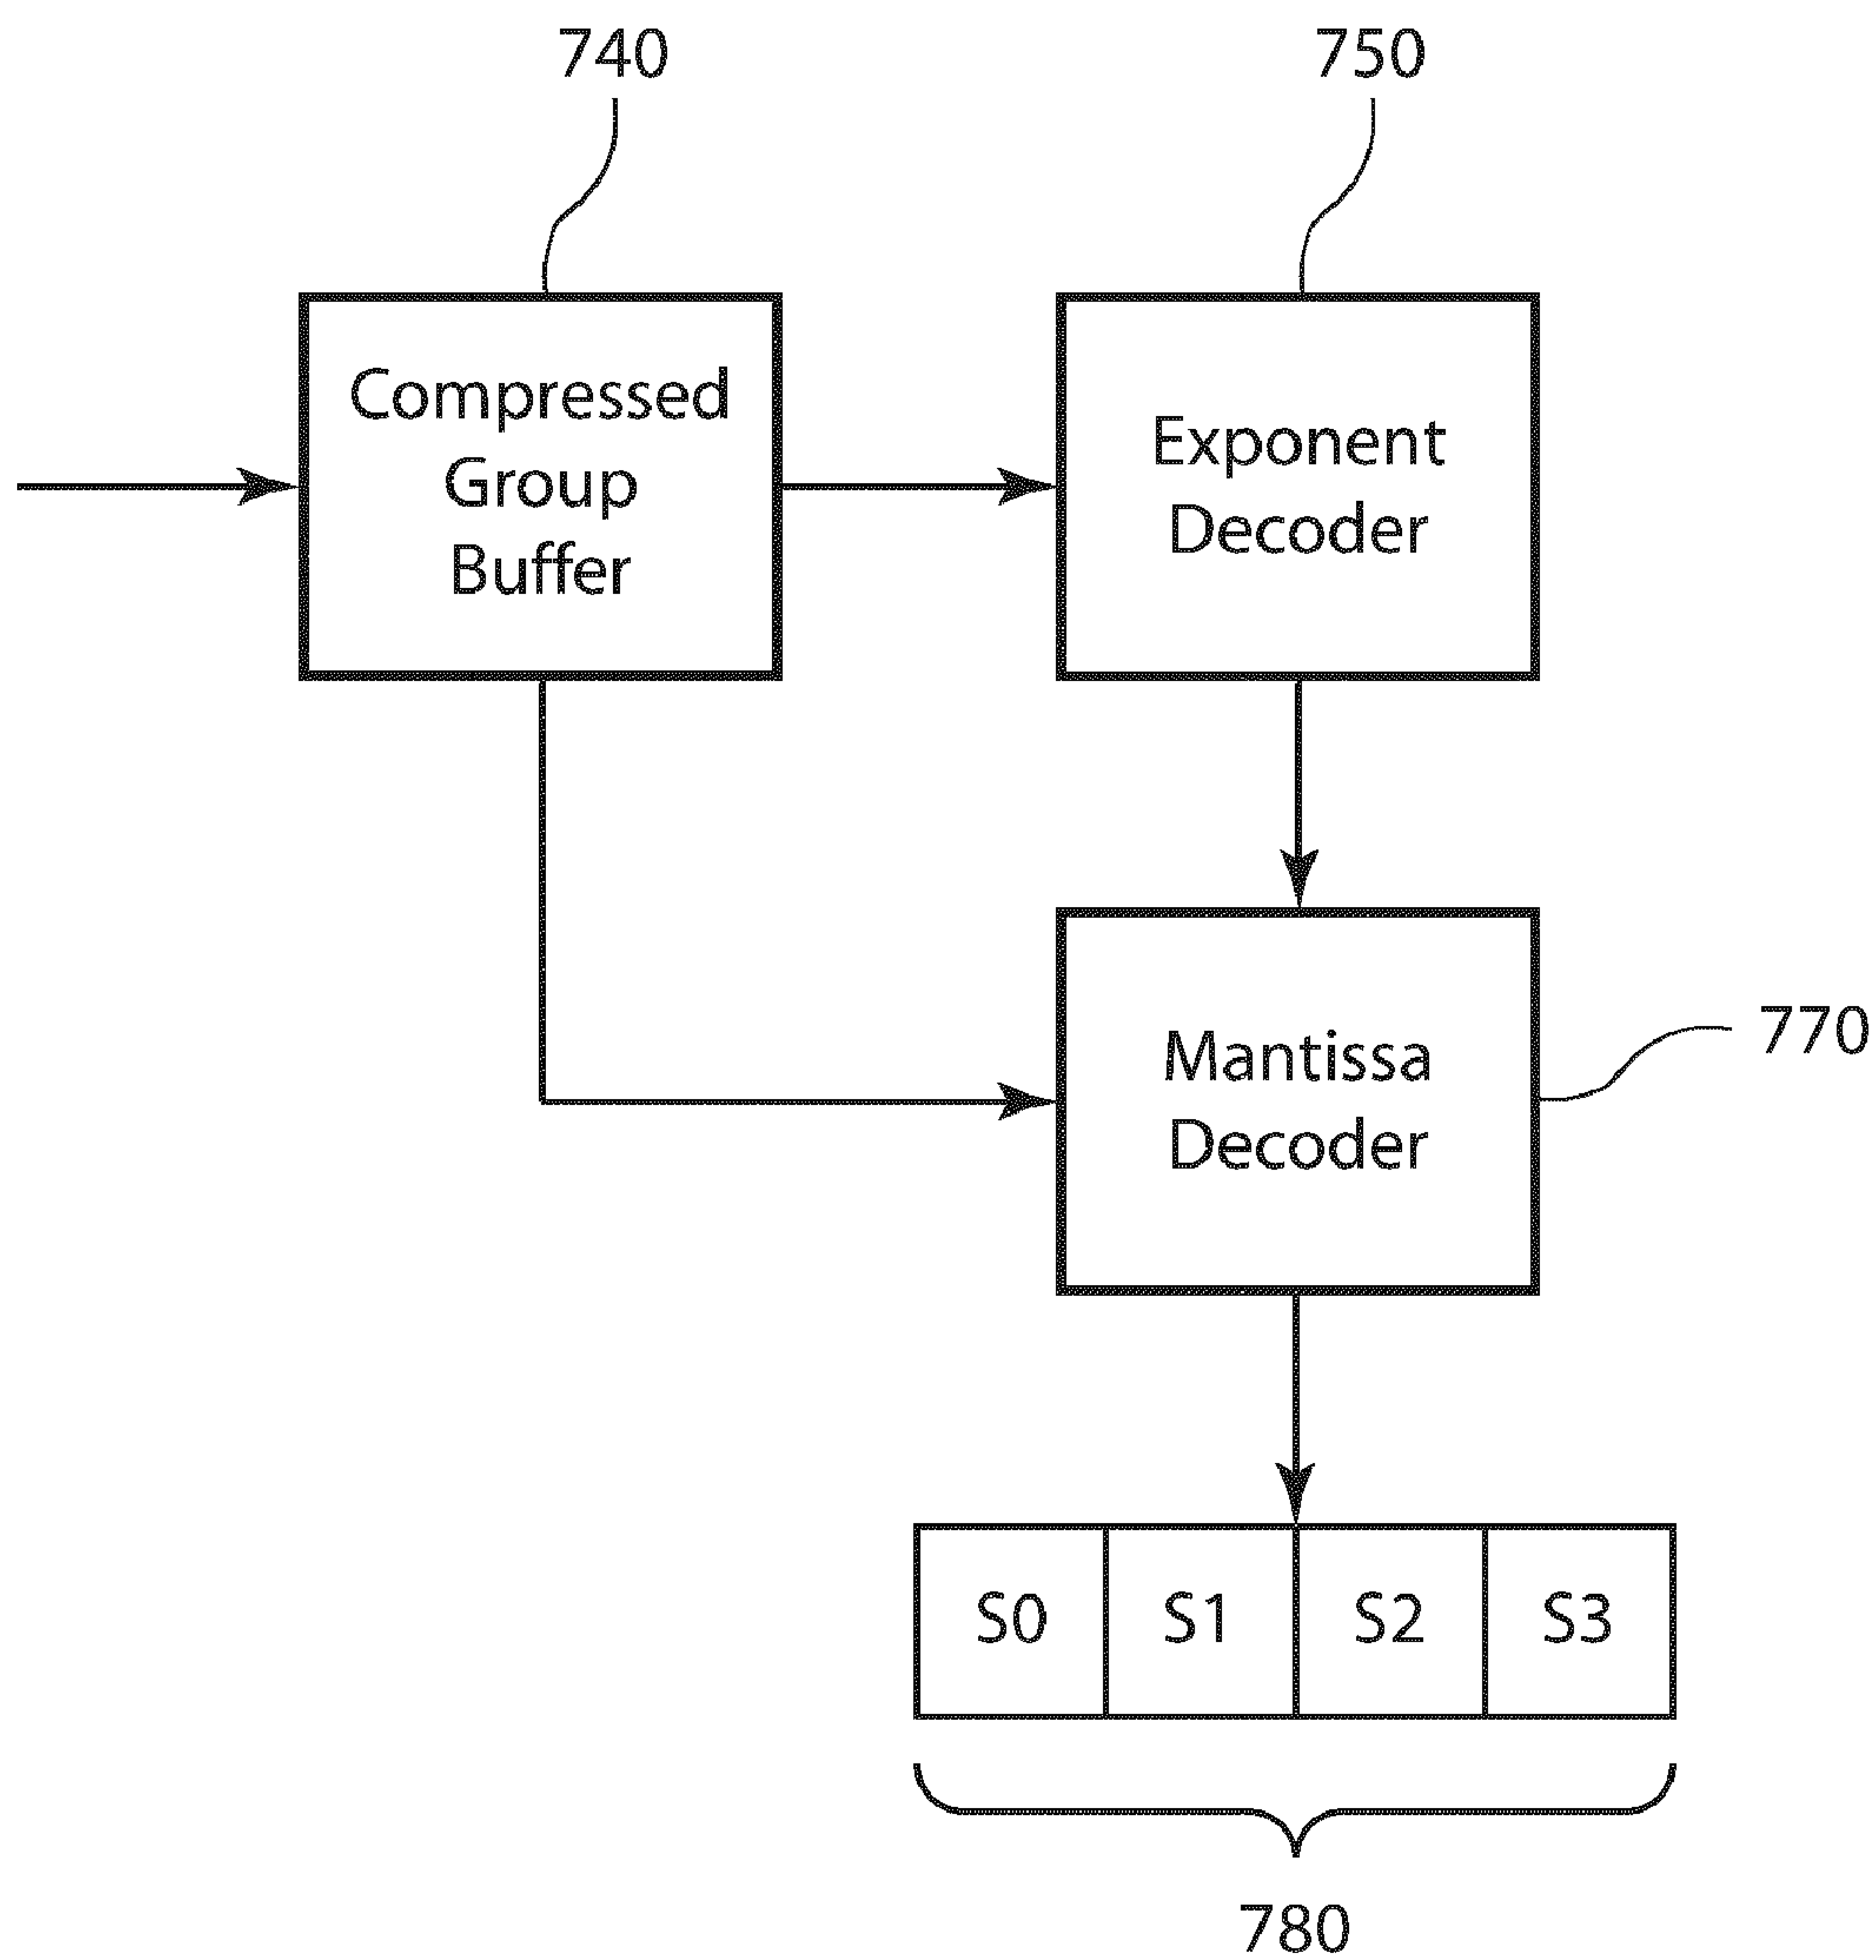 740
750
Compressed
Group
Buffer
Exponent
Decoder
Mantissa
Decoder
770
S0 S1 S2 S3
780